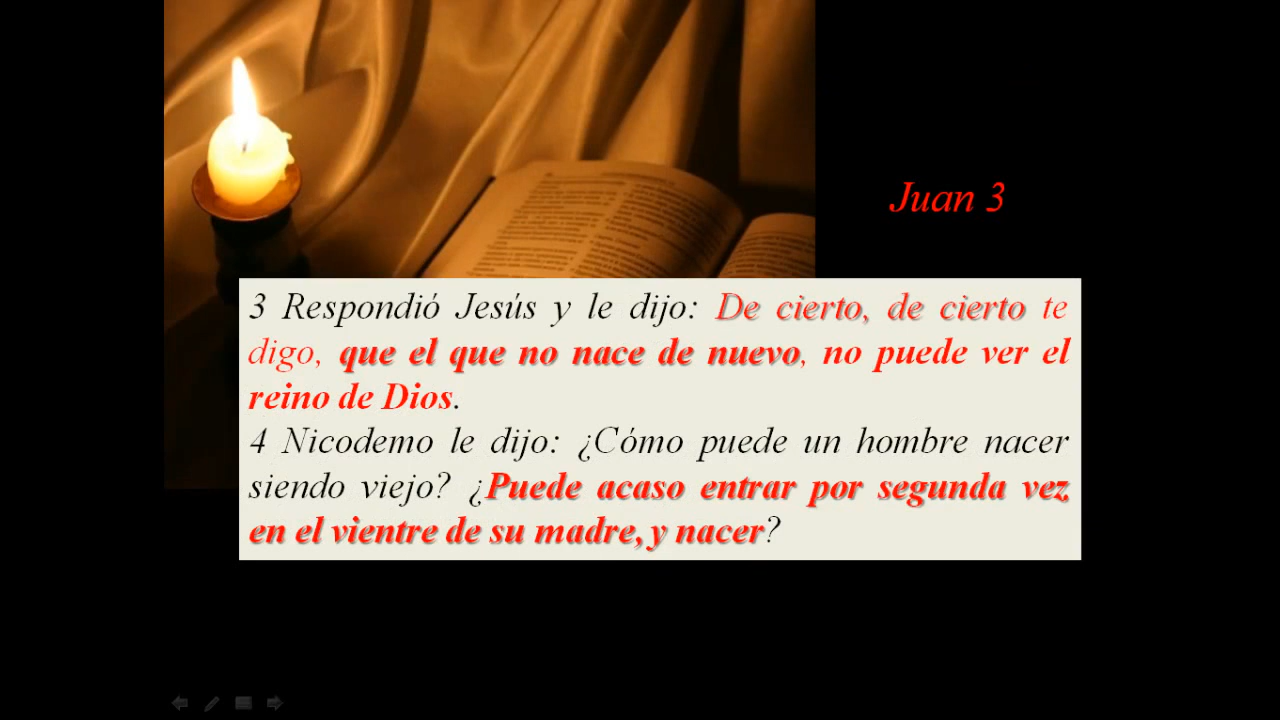 Juan 3
3 Respondió Jesús y le dijo: De cierto, de cierto te
digo, que el que no nace de nuevo, no puede ver el
reino de Dios.
4 Nicodemo le dijo: ¿Cómo puede un hombre nacer
siendo viejo? ¿Puede acaso entrar por segunda vez
en el vientre de su madre, y nacer?